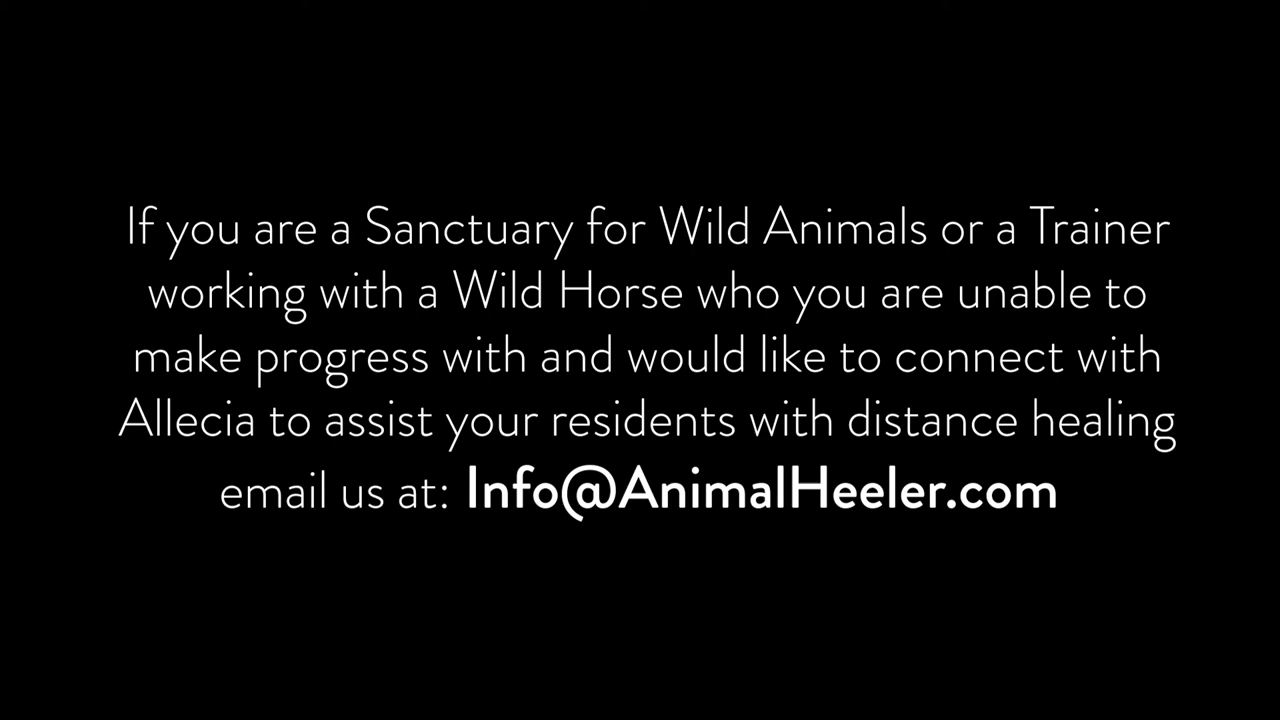 If you are a Sanctuary for Wild Animals or a Trainer
working with a Wild Horse who you are unable to
make progress with and would like to connect with
Allecia to assist your residents with distance healing
email us at: Info@AnimalHeeler.com